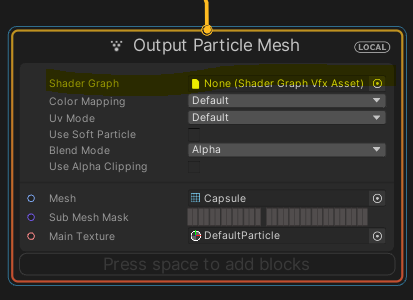 Output Particle Mesh
LOCAL
Shader Graph None (Shader Graph Vfx Asset)
Color Mapping Default
Uv Mode Default
Use Soft Particle
Blend Mode Alpha
Use Alpha Clipping
Mesh Capsule
Sub Mesh Mask
Main Texture DefaultParticle
Press space to add blocks